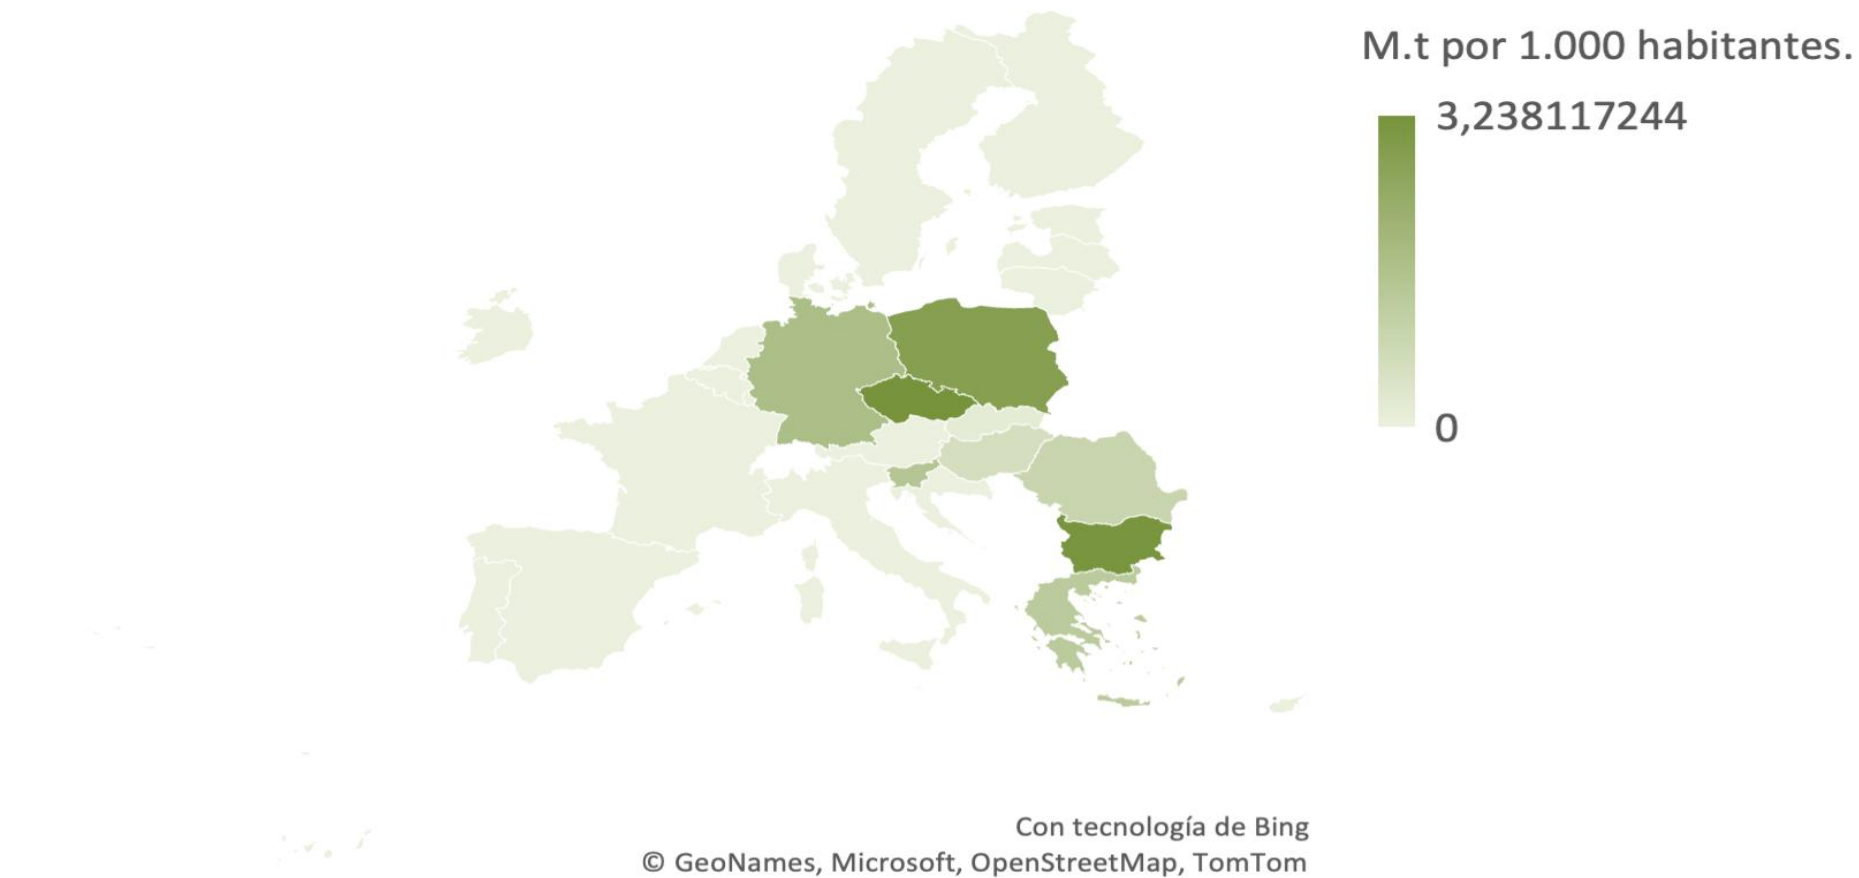 M.t por 1.000 habitantes.
3,238117244
0
Con tecnología de Bing
© GeoNames, Microsoft, OpenStreetMap, TomTom